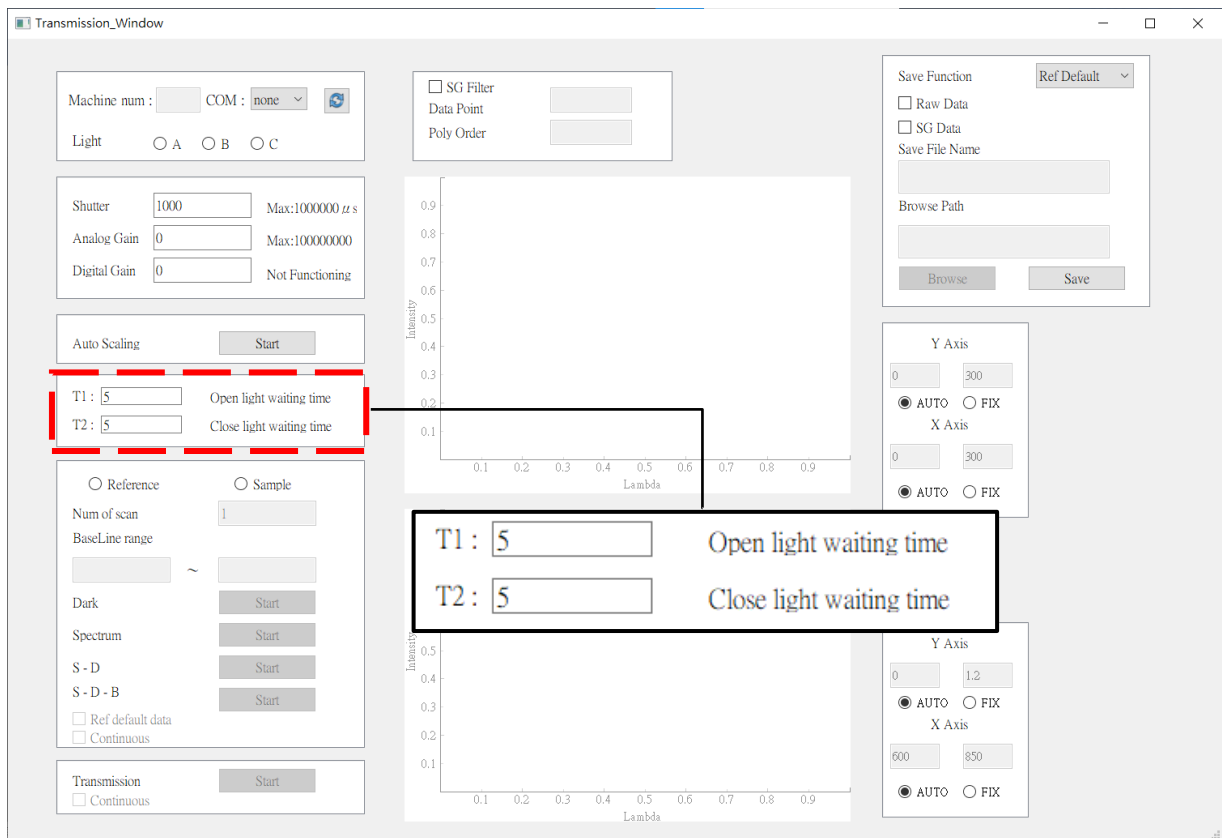 Transmission_Window
Machine num : COM : none
Light A B C
Shutter 1000 Max:1000000 μs
Analog Gain 0 Max:100000000
Digital Gain 0 Not Functioning
Auto Scaling Start
T1 : 5 Open light waiting time
T2 : 5 Close light waiting time
Reference Sample
Num of scan 1
BaseLine range
~
Dark Start
Spectrum Start
S - D Start
S - D - B Start
Ref default data
Continuous
Transmission Start
Continuous
SG Filter
Data Point
Poly Order
0.9
0.8
0.7
0.6
0.5
0.4
0.3
0.2
0.1
Intensity
0.1 0.2 0.3 0.4 0.5 0.6 0.7 0.8 0.9
Lambda
T1 : 5 Open light waiting time
T2 : 5 Close light waiting time
0.5
0.4
0.3
0.2
0.1
Intensity
0.1 0.2 0.3 0.4 0.5 0.6 0.7 0.8 0.9
Lambda
Save Function Ref Default
Raw Data
SG Data
Save File Name
Browse Path
Browse Save
Y Axis
0 300
AUTO FIX
X Axis
0 300
AUTO FIX
Y Axis
0 1.2
AUTO FIX
X Axis
600 850
AUTO FIX